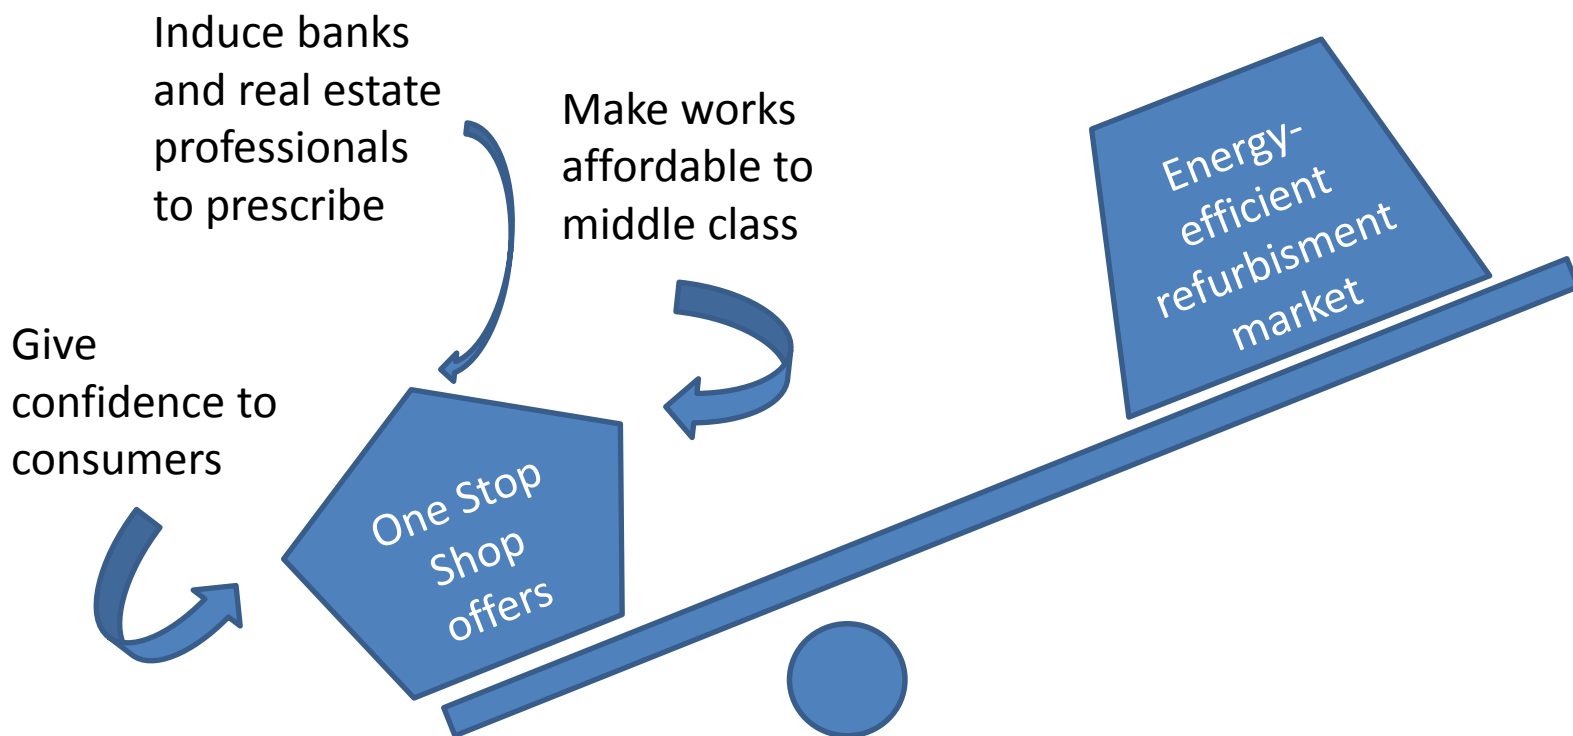 Induce banks
and real estate
professionals
to prescribe
Make works
affordable to
middle class
Give
confidence to
consumers
One Stop
Shop
offers
Energy-
efficient
refurbisment
market